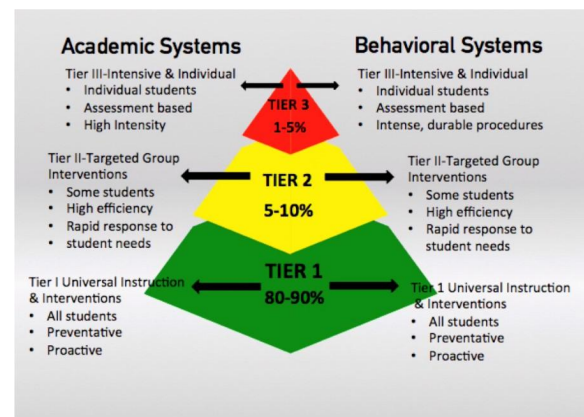 Academic Systems
Tier III-Intensive & Individual
• Individual students
• Assessment based
• High Intensity
Tier II-Targeted Group
Interventions
• Some students
• High efficiency
• Rapid response to
• student needs
Tier I Universal Instruction
& Interventions
• All students
• Preventative
• Proactive
TIER 3
1-5%
TIER 2
5-10%
TIER 1
80-90%
Behavioral Systems
Tier III-Intensive & Individual
• Individual students
• Assessment based
• Intense, durable procedures
Tier II-Targeted Group
Interventions
• Some students
• High efficiency
• Rapid response to
• student needs
Tier 1 Universal Instruction
& Interventions
• All students
• Preventative
• Proactive